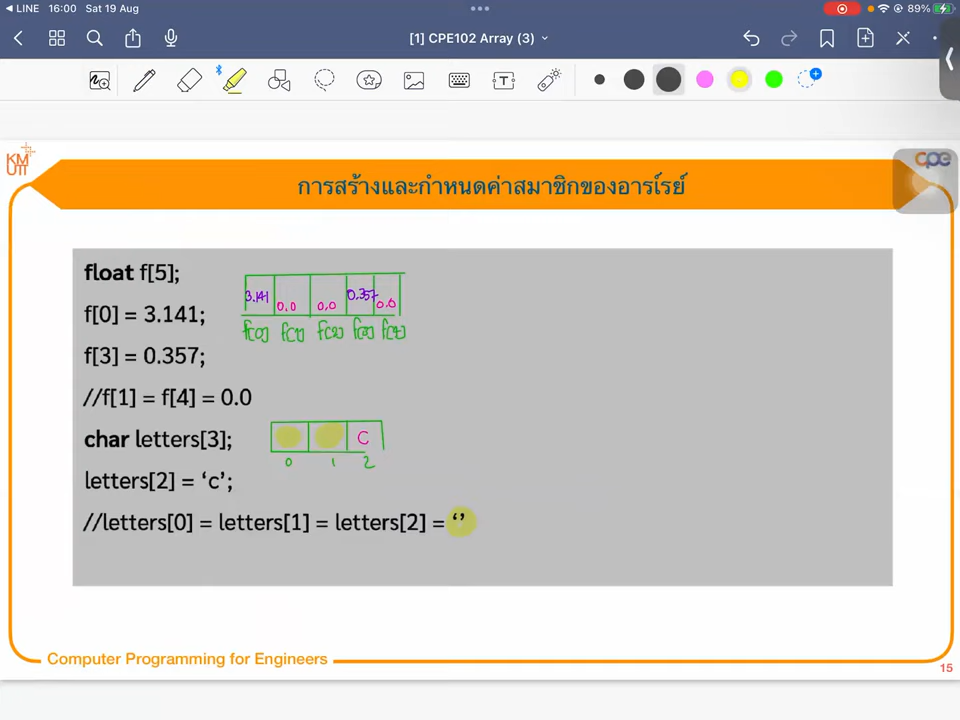 LINE 16:00 Sat 19 Aug 89%
[1] CPE102 Array (3)
KM
UTT
cpe
การสร้างและกำหนดค่าสมาชิกของอาร์เรย์
float f[5];
3.141 0.0 0.0 0.357 0.0
f[0] = 3.141;
f[0] f[1] f[2] f[3] f[4]
f[3] = 0.357;
//f[1] = f[4] = 0.0
char letters[3];
C
0 1 2
letters[2] = ‘c’;
//letters[0] = letters[1] = letters[2] = ‘’
Computer Programming for Engineers
15